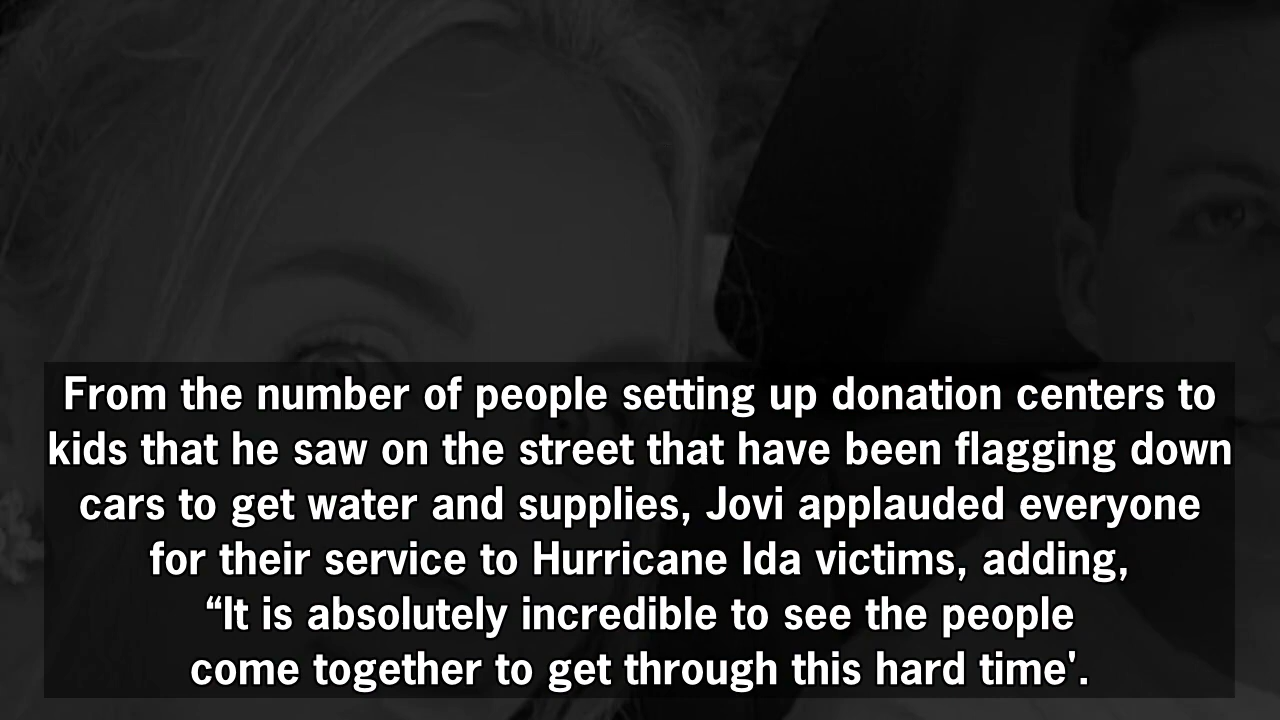 From the number of people setting up donation centers to
kids that he saw on the street that have been flagging down
cars to get water and supplies, Jovi applauded everyone
for their service to Hurricane Ida victims, adding,
“It is absolutely incredible to see the people
come together to get through this hard time'.